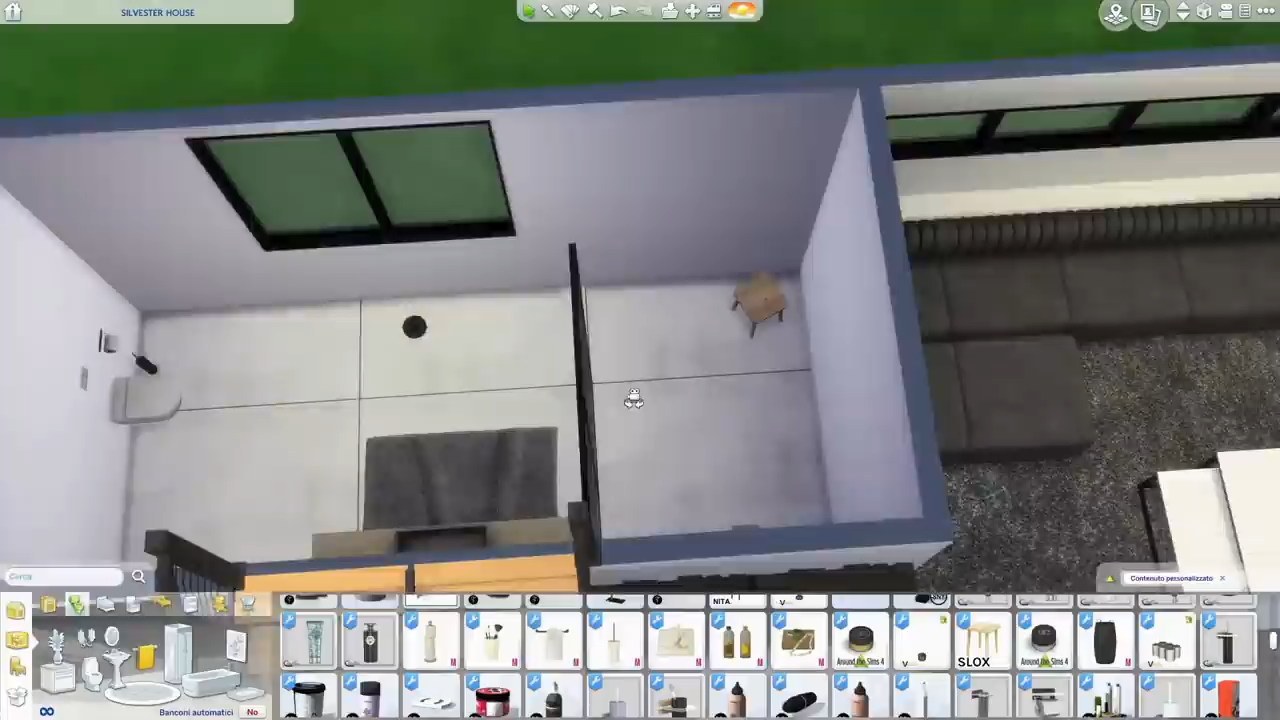 SILVESTER HOUSE
Cerca
Contenuto personalizzato
NITA
V
Around the Sims 4
V
SLOX
Around the Sims 4
V
Banconi automatici No